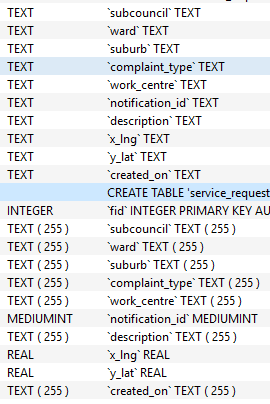 TEXT `subcouncil` TEXT
TEXT `ward` TEXT
TEXT `suburb` TEXT
TEXT `complaint_type` TEXT
TEXT `work_centre` TEXT
TEXT `notification_id` TEXT
TEXT `description` TEXT
TEXT `x_lng` TEXT
TEXT `y_lat` TEXT
TEXT `created_on` TEXT
CREATE TABLE 'service_request
INTEGER `fid` INTEGER PRIMARY KEY AU
TEXT ( 255 ) `subcouncil` TEXT ( 255 )
TEXT ( 255 ) `ward` TEXT ( 255 )
TEXT ( 255 ) `suburb` TEXT ( 255 )
TEXT ( 255 ) `complaint_type` TEXT ( 255 )
TEXT ( 255 ) `work_centre` TEXT ( 255 )
MEDIUMINT `notification_id` MEDIUMINT
TEXT ( 255 ) `description` TEXT ( 255 )
REAL `x_lng` REAL
REAL `y_lat` REAL
TEXT ( 255 ) `created_on` TEXT ( 255 )